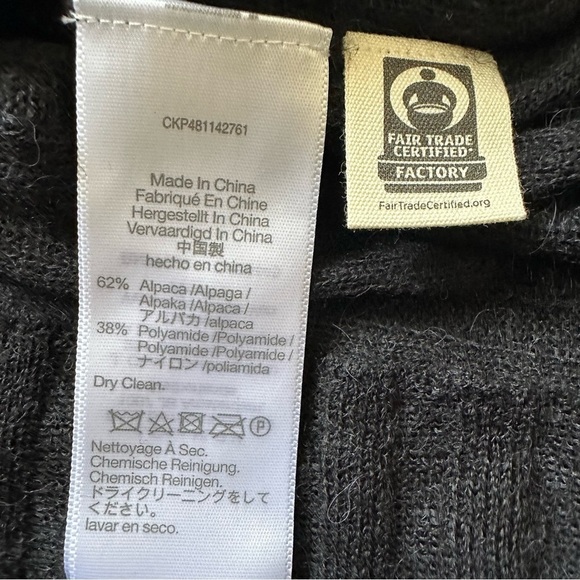 CKP481142761
Made In China
Fabriqué En Chine
Hergestellt In China
Vervaardigd In China
中国製
hecho en china
62% Alpaca /Alpaga /
Alpaka /Alpaca /
アルパカ /alpaca
38% Polyamide /Polyamide /
Polyamide /Polyamide /
ナイロン /poliamida
Dry Clean.
P
Nettoyage À Sec.
Chemische Reinigung.
Chemisch Reinigen.
ドライクリーニングをして
ください.
lavar en seco.
FAIR TRADE
CERTIFIED
FACTORY
FairTradeCertified.org